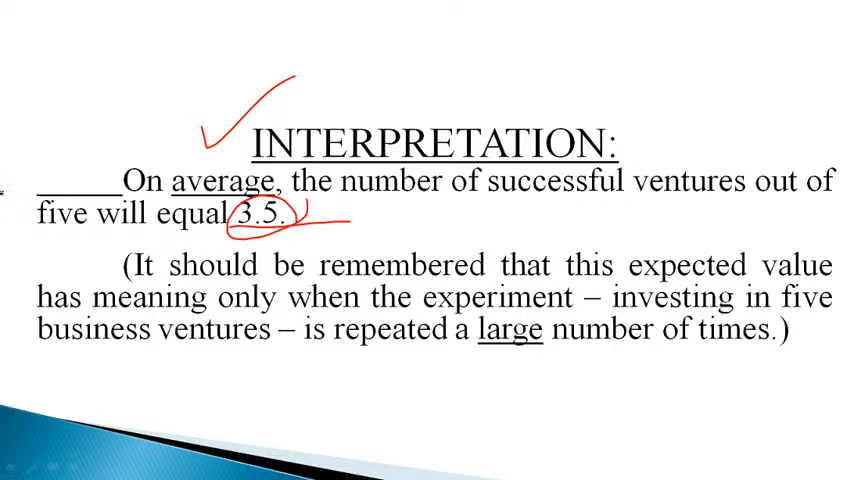 INTERPRETATION:
On average, the number of successful ventures out of
five will equal 3.5.
(It should be remembered that this expected value
has meaning only when the experiment – investing in five
business ventures – is repeated a large number of times.)